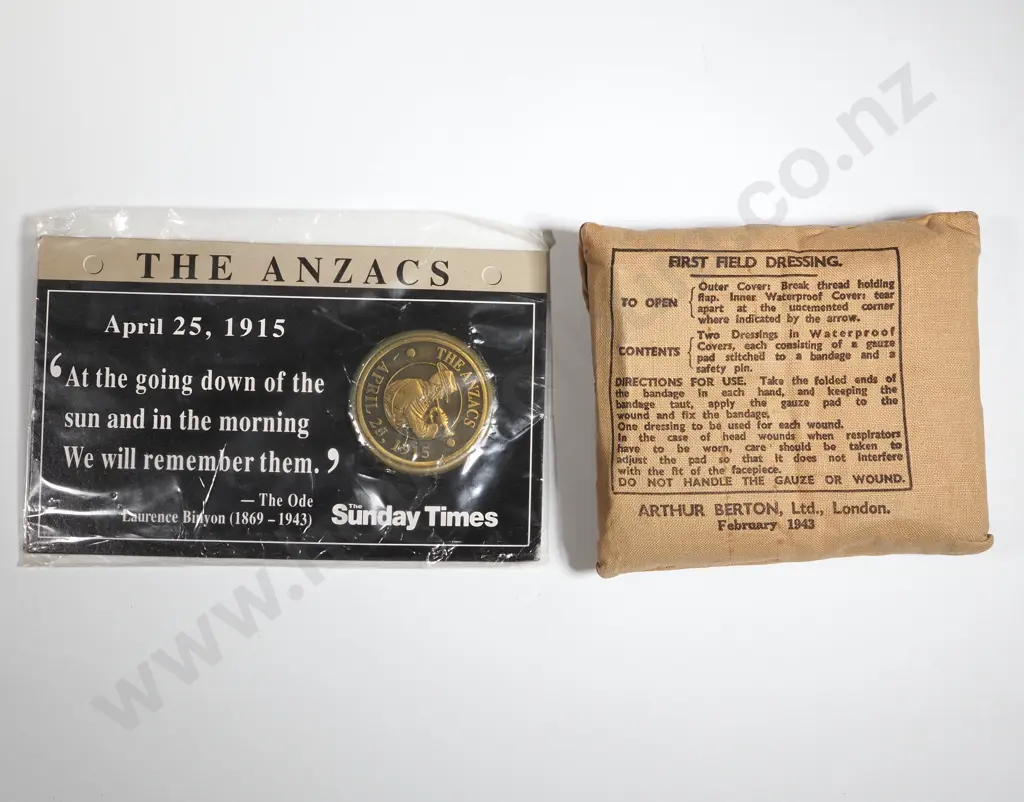 THE ANZACS
April 25, 1915
‘At the going down of the
sun and in the morning
We will remember them.’
— The Ode
Laurence Binyon (1869 – 1943)
The
Sunday Times
THE ANZACS
APRIL 25, 1915
FIRST FIELD DRESSING.
TO OPEN { Outer Cover: Break thread holding
flap. Inner Waterproof Cover: tear
apart at the uncemented corner
where indicated by the arrow.
CONTENTS { Two Dressings in Waterproof
Covers, each consisting of a gauze
pad stitched to a bandage and a
safety pin.
DIRECTIONS FOR USE. Take the folded ends of
the bandage in each hand, and keeping the
bandage taut, apply the gauze pad to the
wound and fix the bandage.
One dressing to be used for each wound.
In the case of head wounds when respirators
have to be worn, care should be taken to
adjust the pad so that it does not interfere
with the fit of the facepiece.
DO NOT HANDLE THE GAUZE OR WOUND.
ARTHUR BERTON, Ltd., London.
February 1943
www.
co.nz